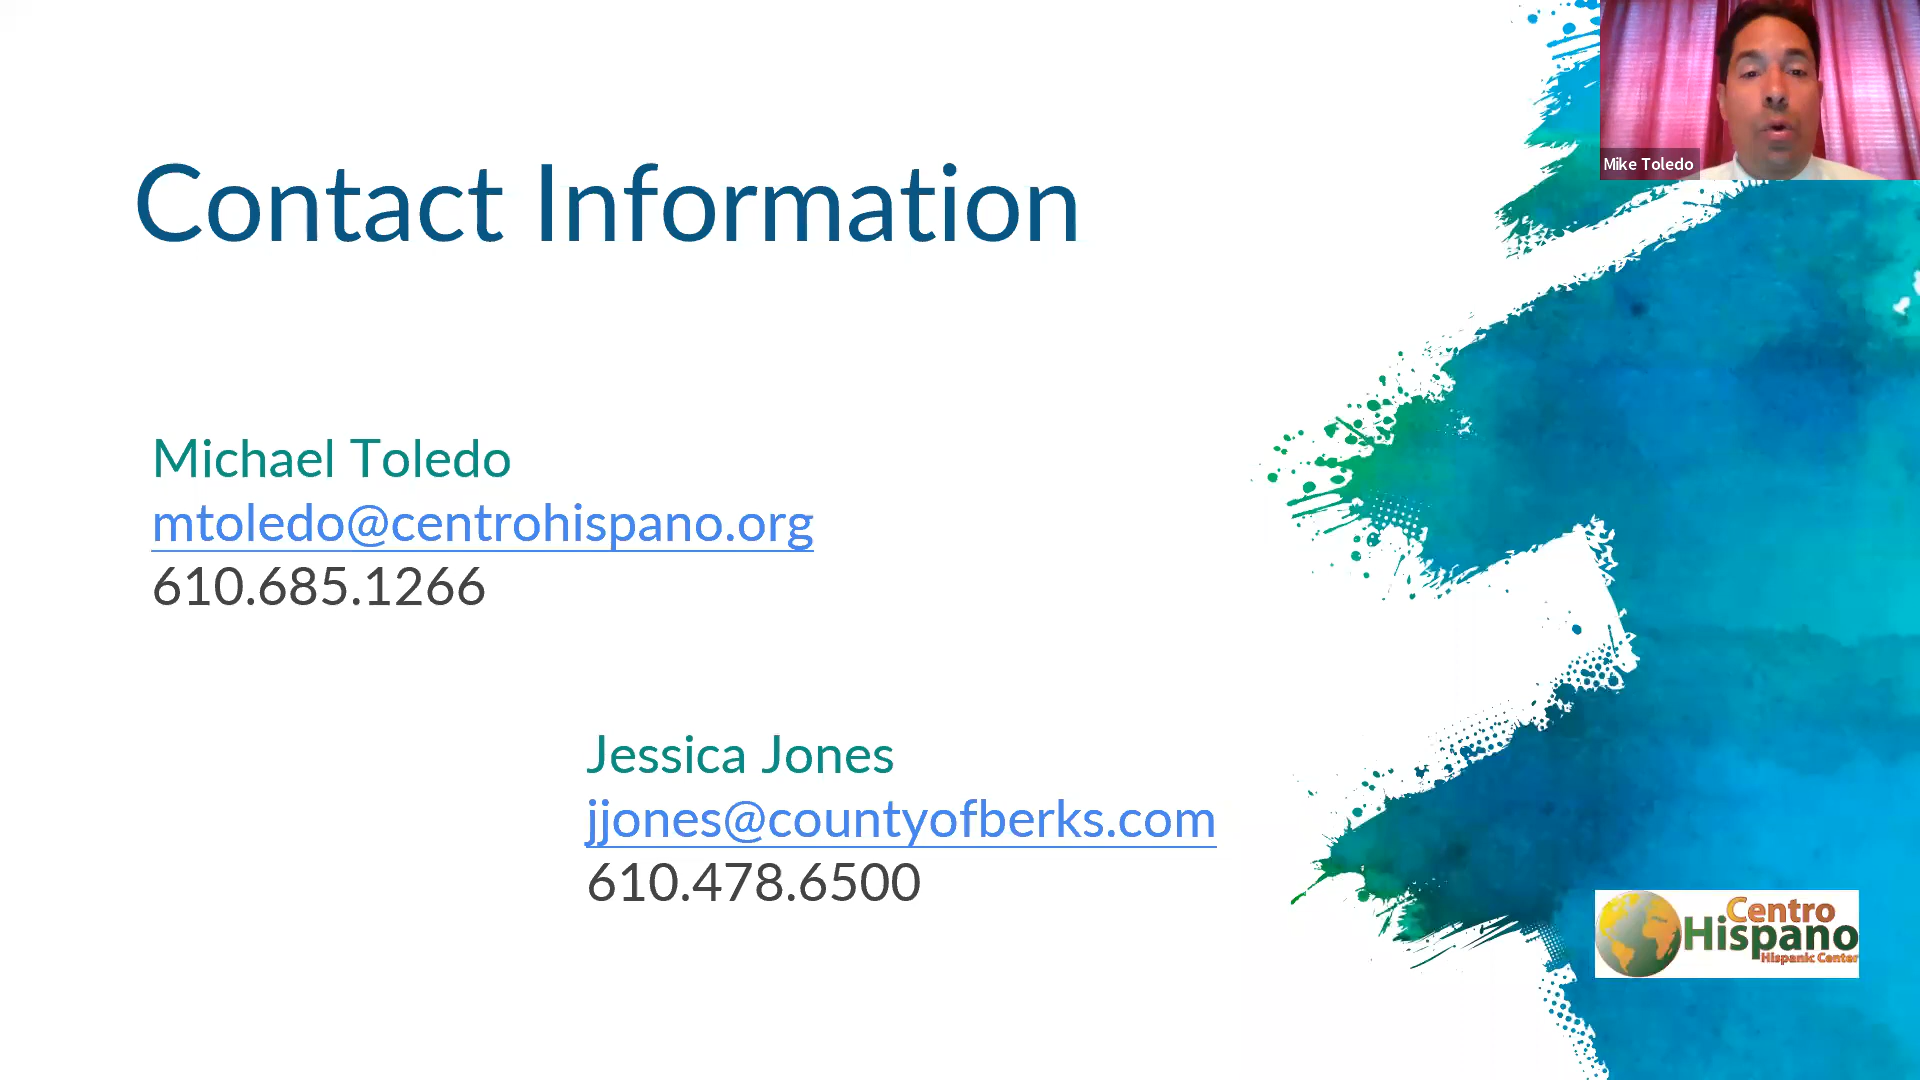 Mike Toledo
Contact Information
Michael Toledo
mtoledo@centrohispano.org
610.685.1266
Jessica Jones
jjones@countyofberks.com
610.478.6500
Centro
Hispano
Hispanic Center